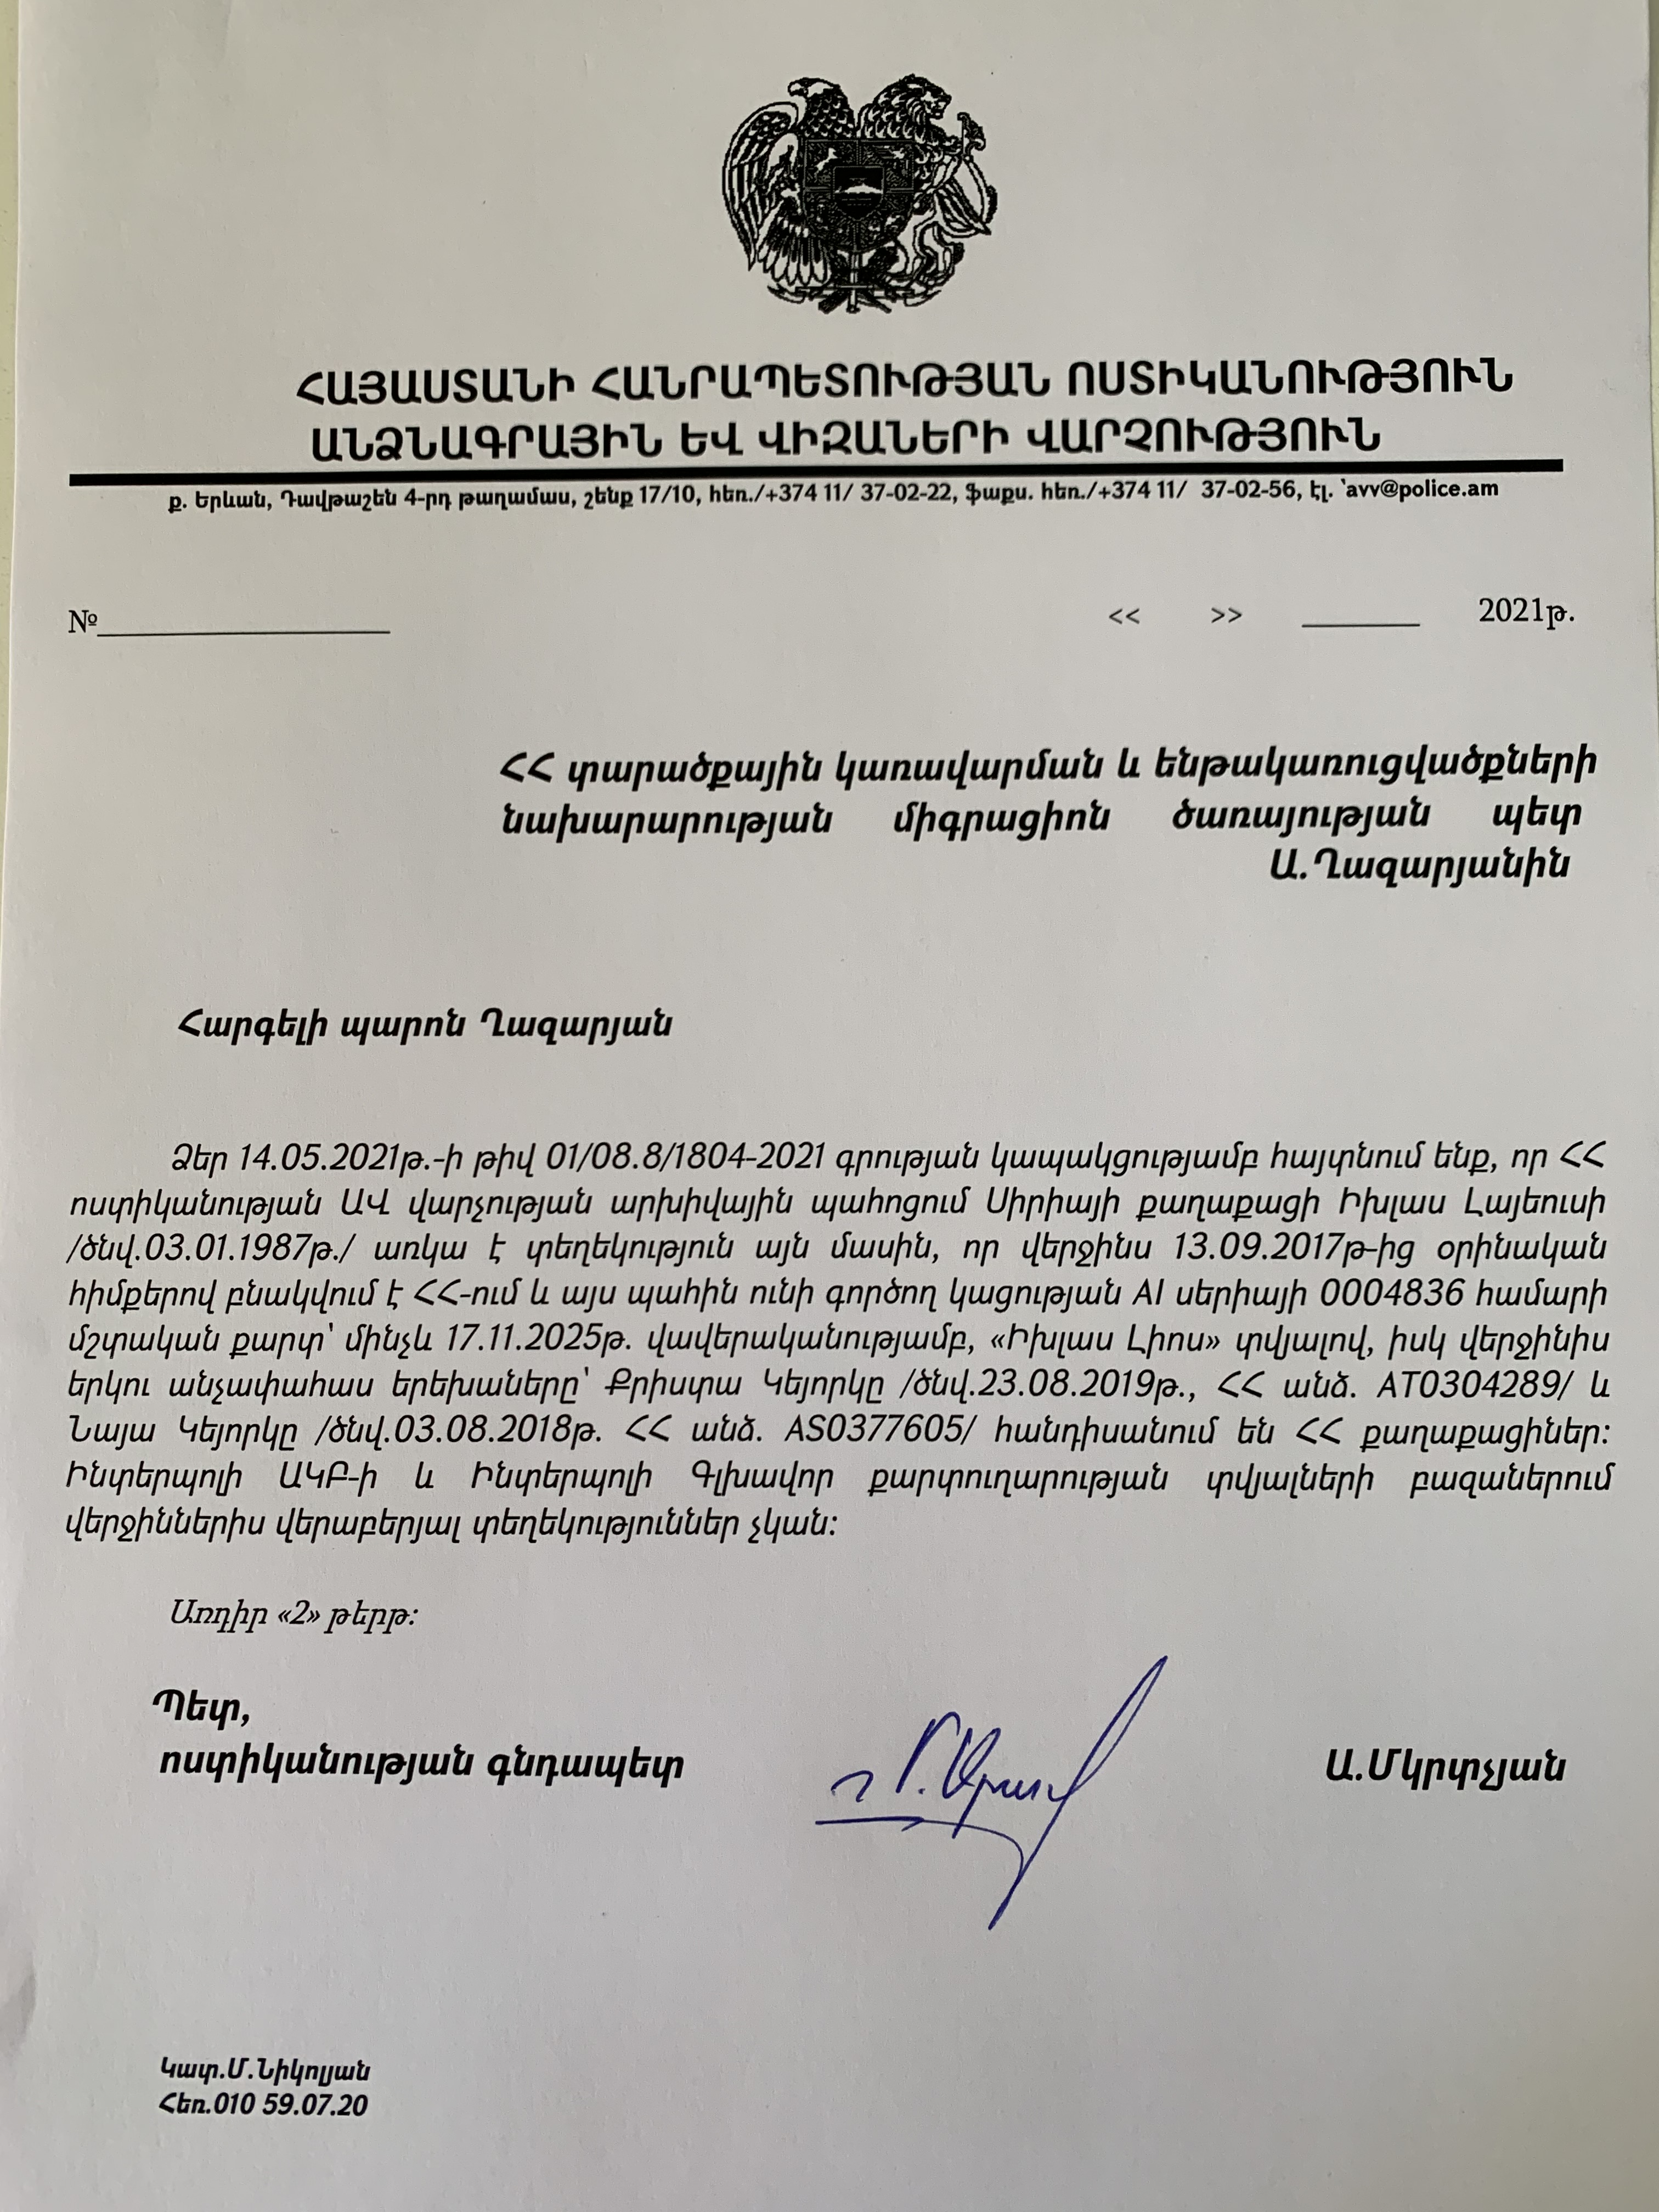 ՀԱՅԱՍՏԱՆԻ ՀԱՆՐԱՊԵՏՈՒԹՅԱՆ ՈՍՏԻԿԱՆՈՒԹՅՈՒՆ
ԱՆՁՆԱԳՐԱՅԻՆ ԵՎ ՎԻԶԱՆԵՐԻ ՎԱՐՉՈՒԹՅՈՒՆ
ք. Երևան, Դավթաշեն 4-րդ թաղամաս, շենք 17/10, հեռ./+374 11/ 37-02-22, ֆաքս. հեռ./+374 11/ 37-02-56, էլ. ՝avv@police.am
№______________ << >> ______ 2021թ.
ՀՀ տարածքային կառավարման և ենթակառուցվածքների
նախարարության միգրացիոն ծառայության պետ
Ա.Ղազարյանին
Հարգելի պարոն Ղազարյան
Ձեր 14.05.2021թ.-ի թիվ 01/08.8/1804-2021 գրության կապակցությամբ հայտնում ենք, որ ՀՀ
ոստիկանության ԱՎ վարչության արխիվային պահոցում Սիրիայի քաղաքացի Իխլաս Լայեուսի
/ծնվ.03.01.1987թ./ առկա է տեղեկություն այն մասին, որ վերջինս 13.09.2017թ-ից օրինական
հիմքերով բնակվում է ՀՀ-ում և այս պահին ունի գործող կացության AI սերիայի 0004836 համարի
մշտական քարտ՝ մինչև 17.11.2025թ. վավերականությամբ, «Իխլաս Լիոս» տվյալով, իսկ վերջինիս
երկու անչափահաս երեխաները՝ Քրիստա Կեյորկը /ծնվ.23.08.2019թ., ՀՀ անձ. AT0304289/ և
Նայա Կեյորկը /ծնվ.03.08.2018թ. ՀՀ անձ. AS0377605/ հանդիսանում են ՀՀ քաղաքացիներ:
Ինտերպոլի ԱԿԲ-ի և Ինտերպոլի Գլխավոր քարտուղարության տվյալների բազաներում
վերջիններիս վերաբերյալ տեղեկություններ չկան:
Առդիր «2» թերթ:
Պետ,
ոստիկանության գնդապետ Ա.Մկրտչյան
Կատ.Մ.Նիկոլյան
Հեռ.010 59.07.20